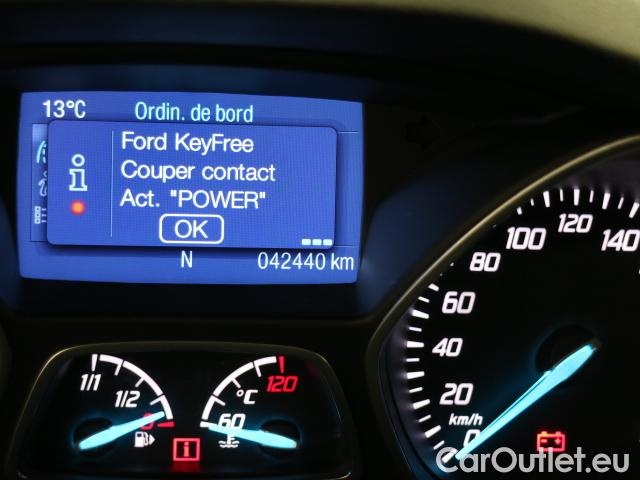 13°C Ordin. de bord
Ford KeyFree
Couper contact
Act. "POWER"
OK
N 042440 km
1/1
1/2
0
120
°C
60
0
20
40
60
80
100
120
140
km/h
CarOutlet.eu